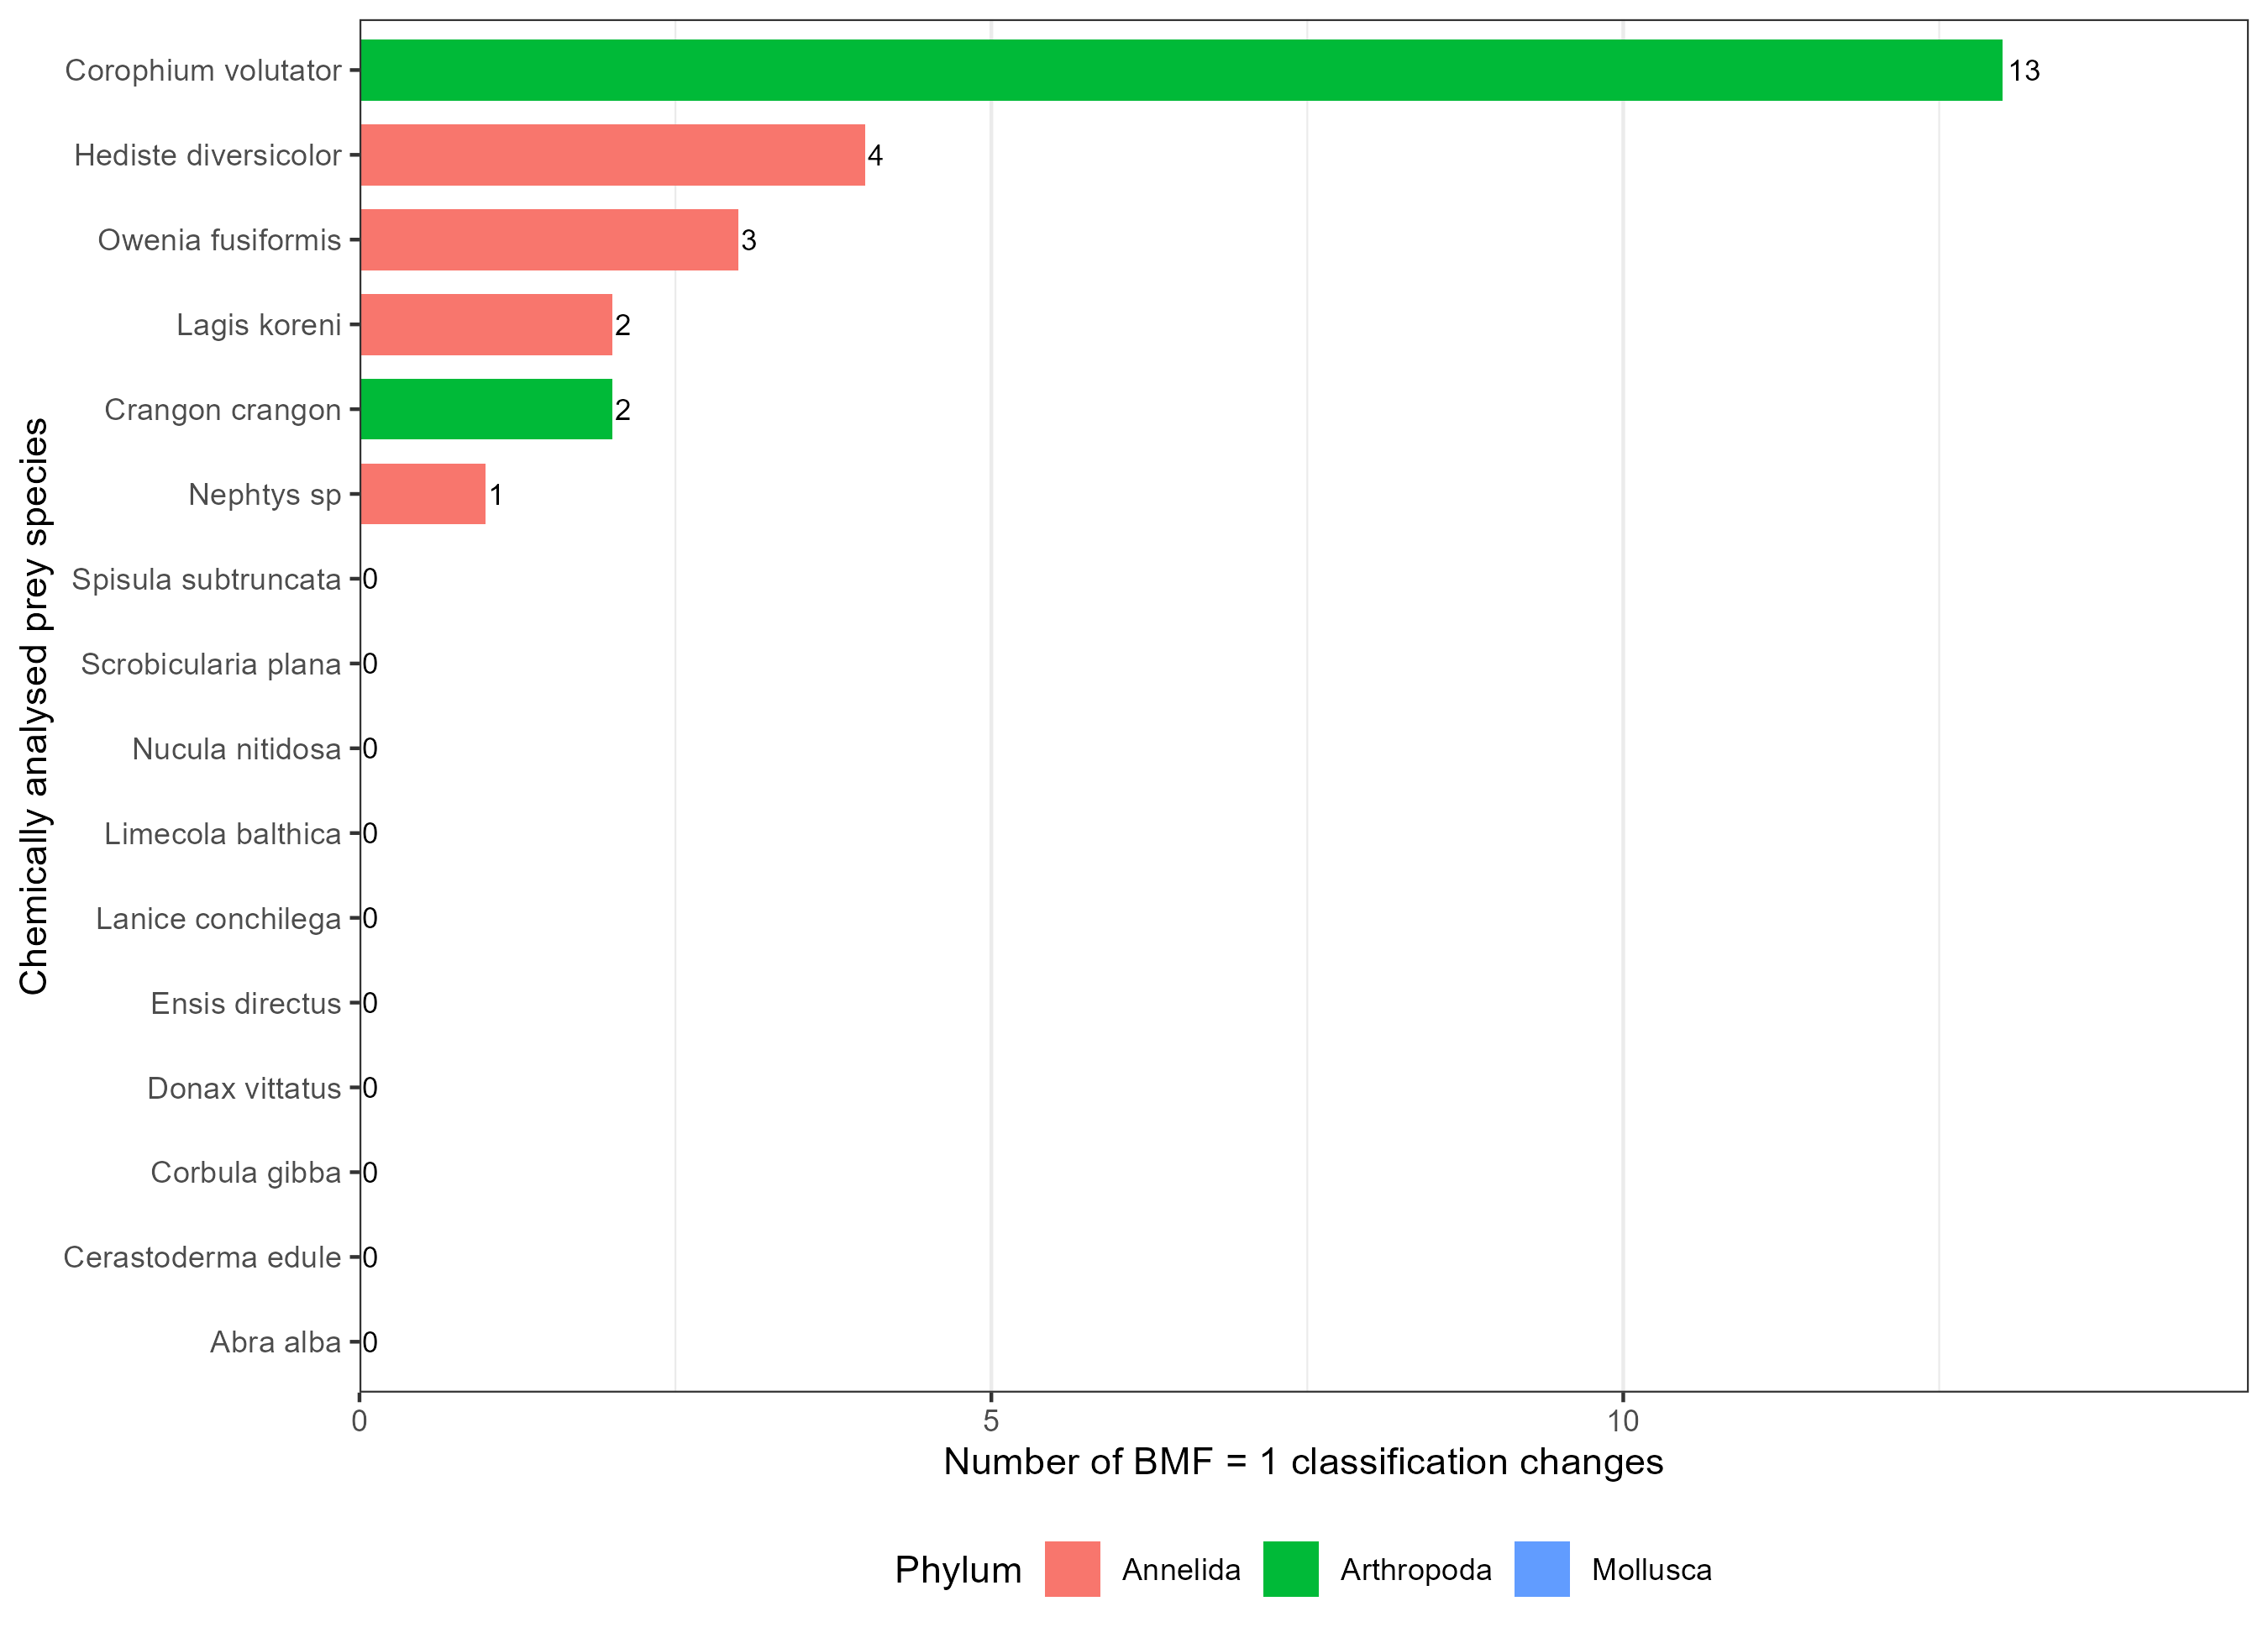 Chemically analysed prey species
Corophium volutator 13
Hediste diversicolor 4
Owenia fusiformis 3
Lagis koreni 2
Crangon crangon 2
Nephtys sp 1
Spisula subtruncata 0
Scrobicularia plana 0
Nucula nitidosa 0
Limecola balthica 0
Lanice conchilega 0
Ensis directus 0
Donax vittatus 0
Corbula gibba 0
Cerastoderma edule 0
Abra alba 0
0 5 10
Number of BMF = 1 classification changes
Phylum Annelida Arthropoda Mollusca